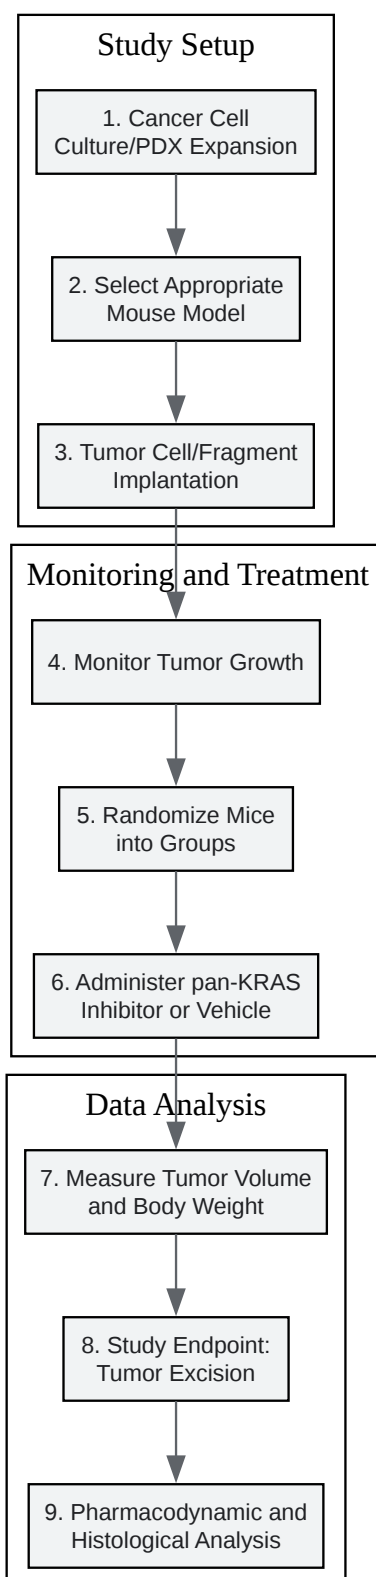 Study Setup
1. Cancer Cell
Culture/PDX Expansion
2. Select Appropriate
Mouse Model
3. Tumor Cell/Fragment
Implantation
Monitoring and Treatment
4. Monitor Tumor Growth
5. Randomize Mice
into Groups
6. Administer pan-KRAS
Inhibitor or Vehicle
Data Analysis
7. Measure Tumor Volume
and Body Weight
8. Study Endpoint:
Tumor Excision
9. Pharmacodynamic and
Histological Analysis